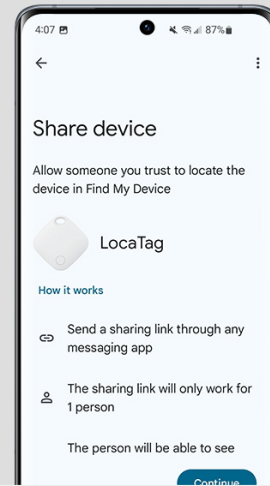 4:07 87%
Share device
Allow someone you trust to locate the
device in Find My Device
LocaTag
How it works
Send a sharing link through any
messaging app
The sharing link will only work for
1 person
The person will be able to see
Continue